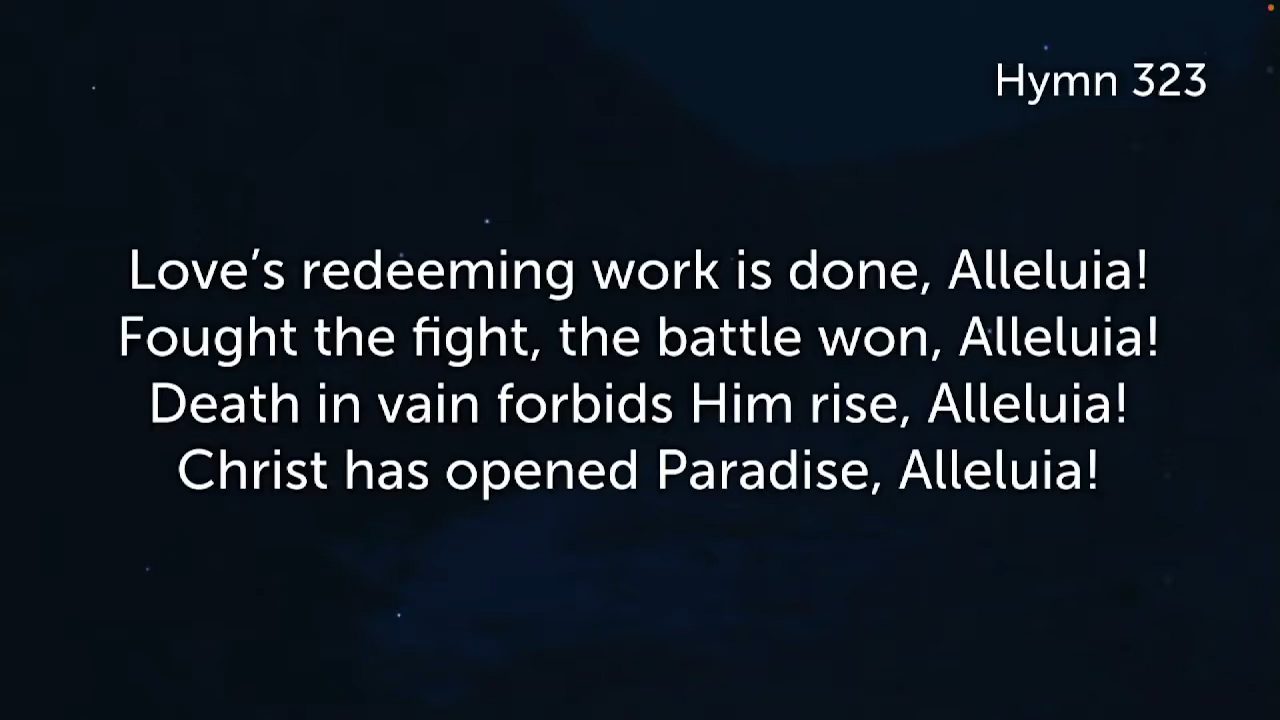 Hymn 323
Love’s redeeming work is done, Alleluia!
Fought the fight, the battle won, Alleluia!
Death in vain forbids Him rise, Alleluia!
Christ has opened Paradise, Alleluia!